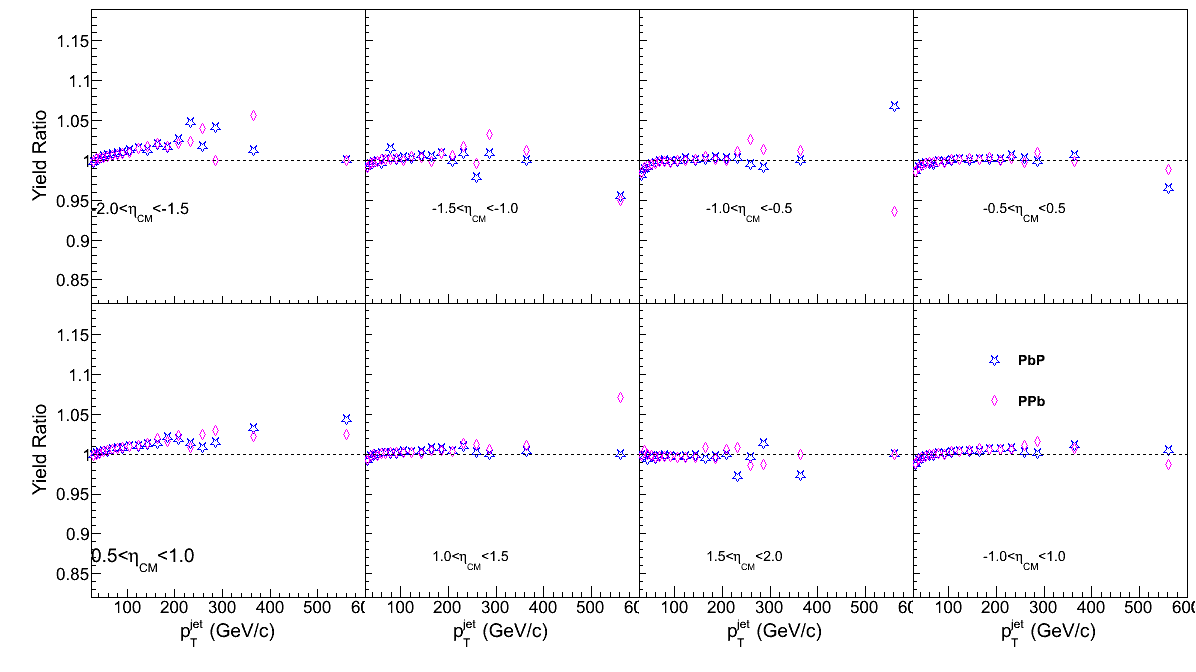 Yield Ratio
1.15
1.1
1.05
1
0.95
0.9
0.85
-2.0<η_CM<-1.5
-1.5<η_CM<-1.0
-1.0<η_CM<-0.5
-0.5<η_CM<0.5
Yield Ratio
1.15
1.1
1.05
1
0.95
0.9
0.85
PbP
PPb
0.5<η_CM<1.0
1.0<η_CM<1.5
1.5<η_CM<2.0
-1.0<η_CM<1.0
100 200 300 400 500 60
100 200 300 400 500 60
100 200 300 400 500 60
100 200 300 400 500 600
p_T^jet (GeV/c)
p_T^jet (GeV/c)
p_T^jet (GeV/c)
p_T^jet (GeV/c)